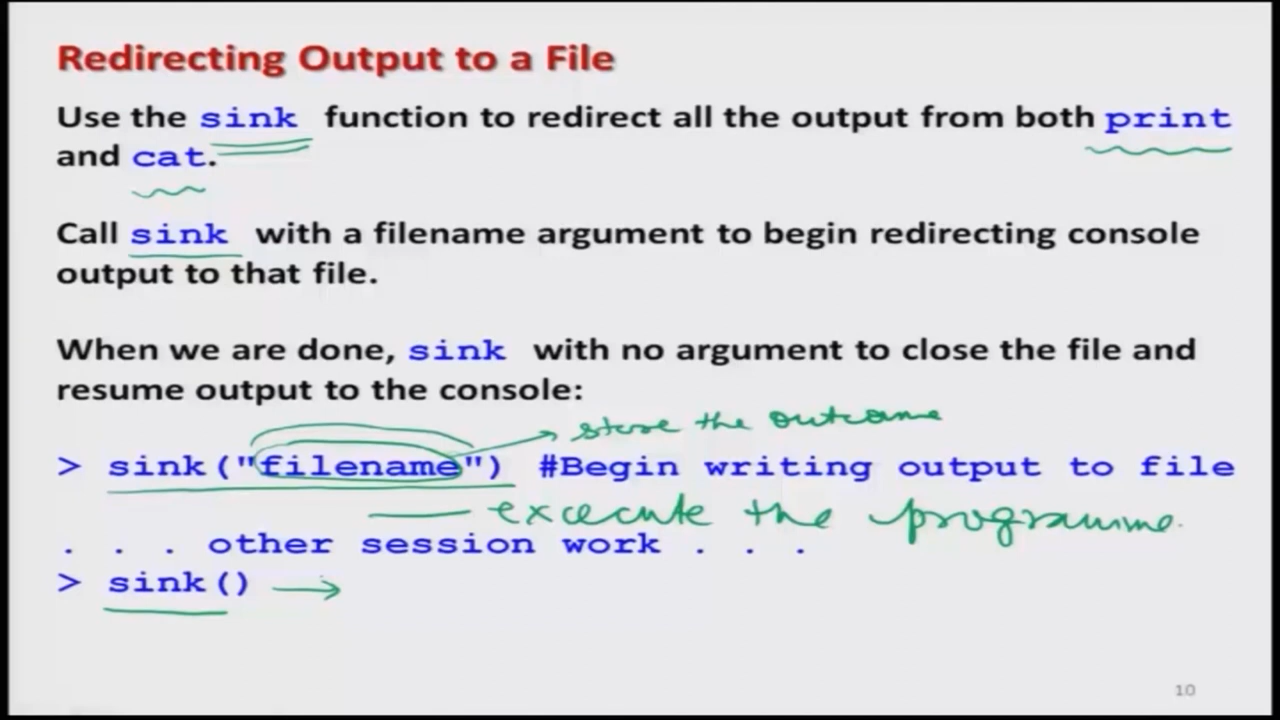 Redirecting Output to a File
Use the sink function to redirect all the output from both print
and cat.
Call sink with a filename argument to begin redirecting console
output to that file.
When we are done, sink with no argument to close the file and
resume output to the console:
store the outcome
> sink("filename") #Begin writing output to file
excecute the programme.
. . . other session work . . .
> sink()
10